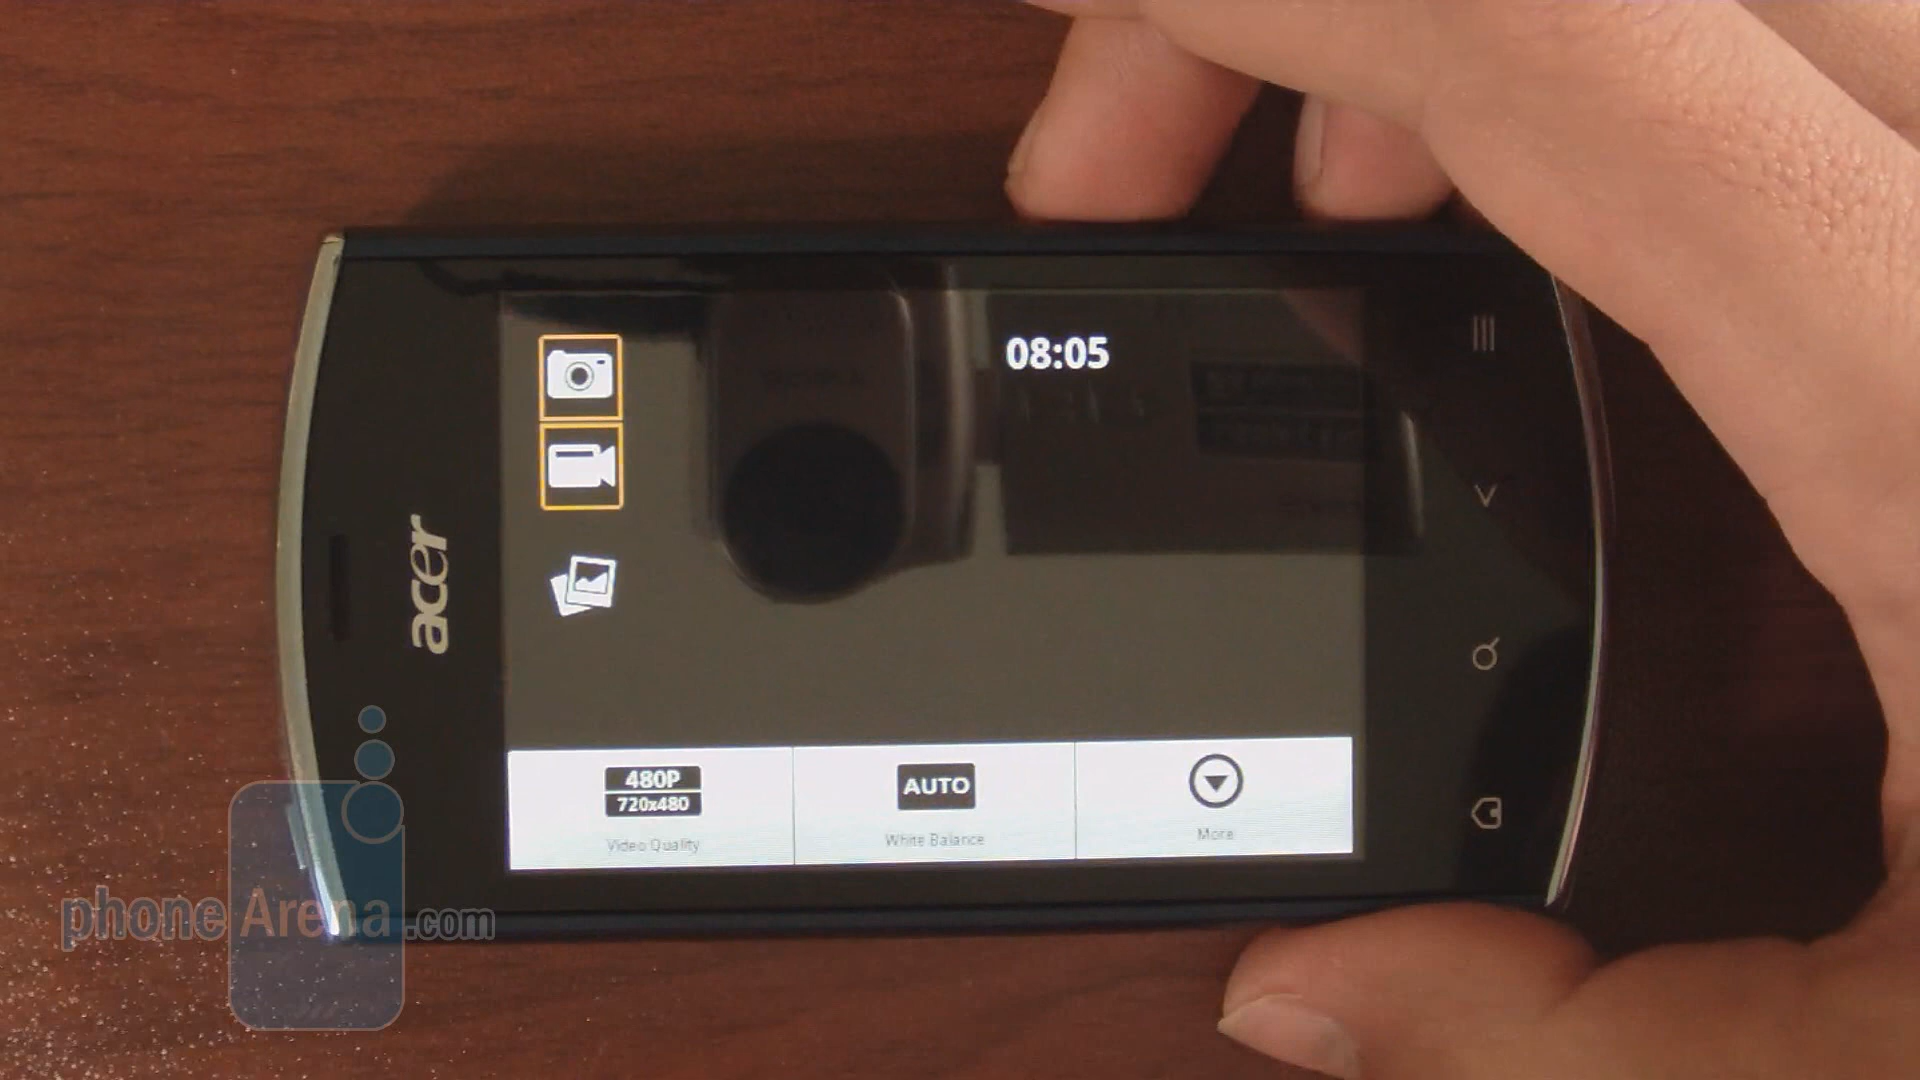 08:05
acer
480P
720x480
Video Quality
AUTO
White Balance
More
phoneArena.com